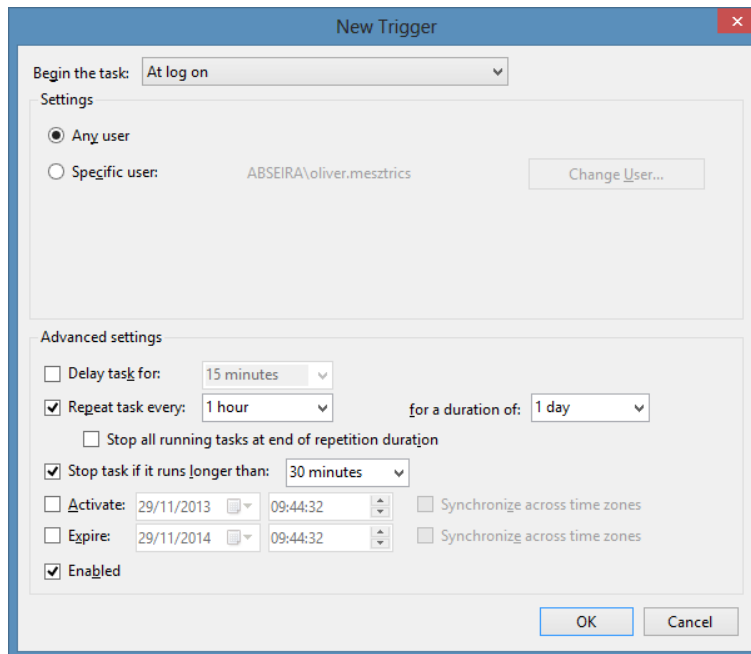 New Trigger
Begin the task: At log on
Settings
Any user
Specific user: ABSEIRA\oliver.mesztrics Change User...
Advanced settings
Delay task for: 15 minutes
Repeat task every: 1 hour for a duration of: 1 day
Stop all running tasks at end of repetition duration
Stop task if it runs longer than: 30 minutes
Activate: 29/11/2013 09:44:32 Synchronize across time zones
Expire: 29/11/2014 09:44:32 Synchronize across time zones
Enabled
OK Cancel